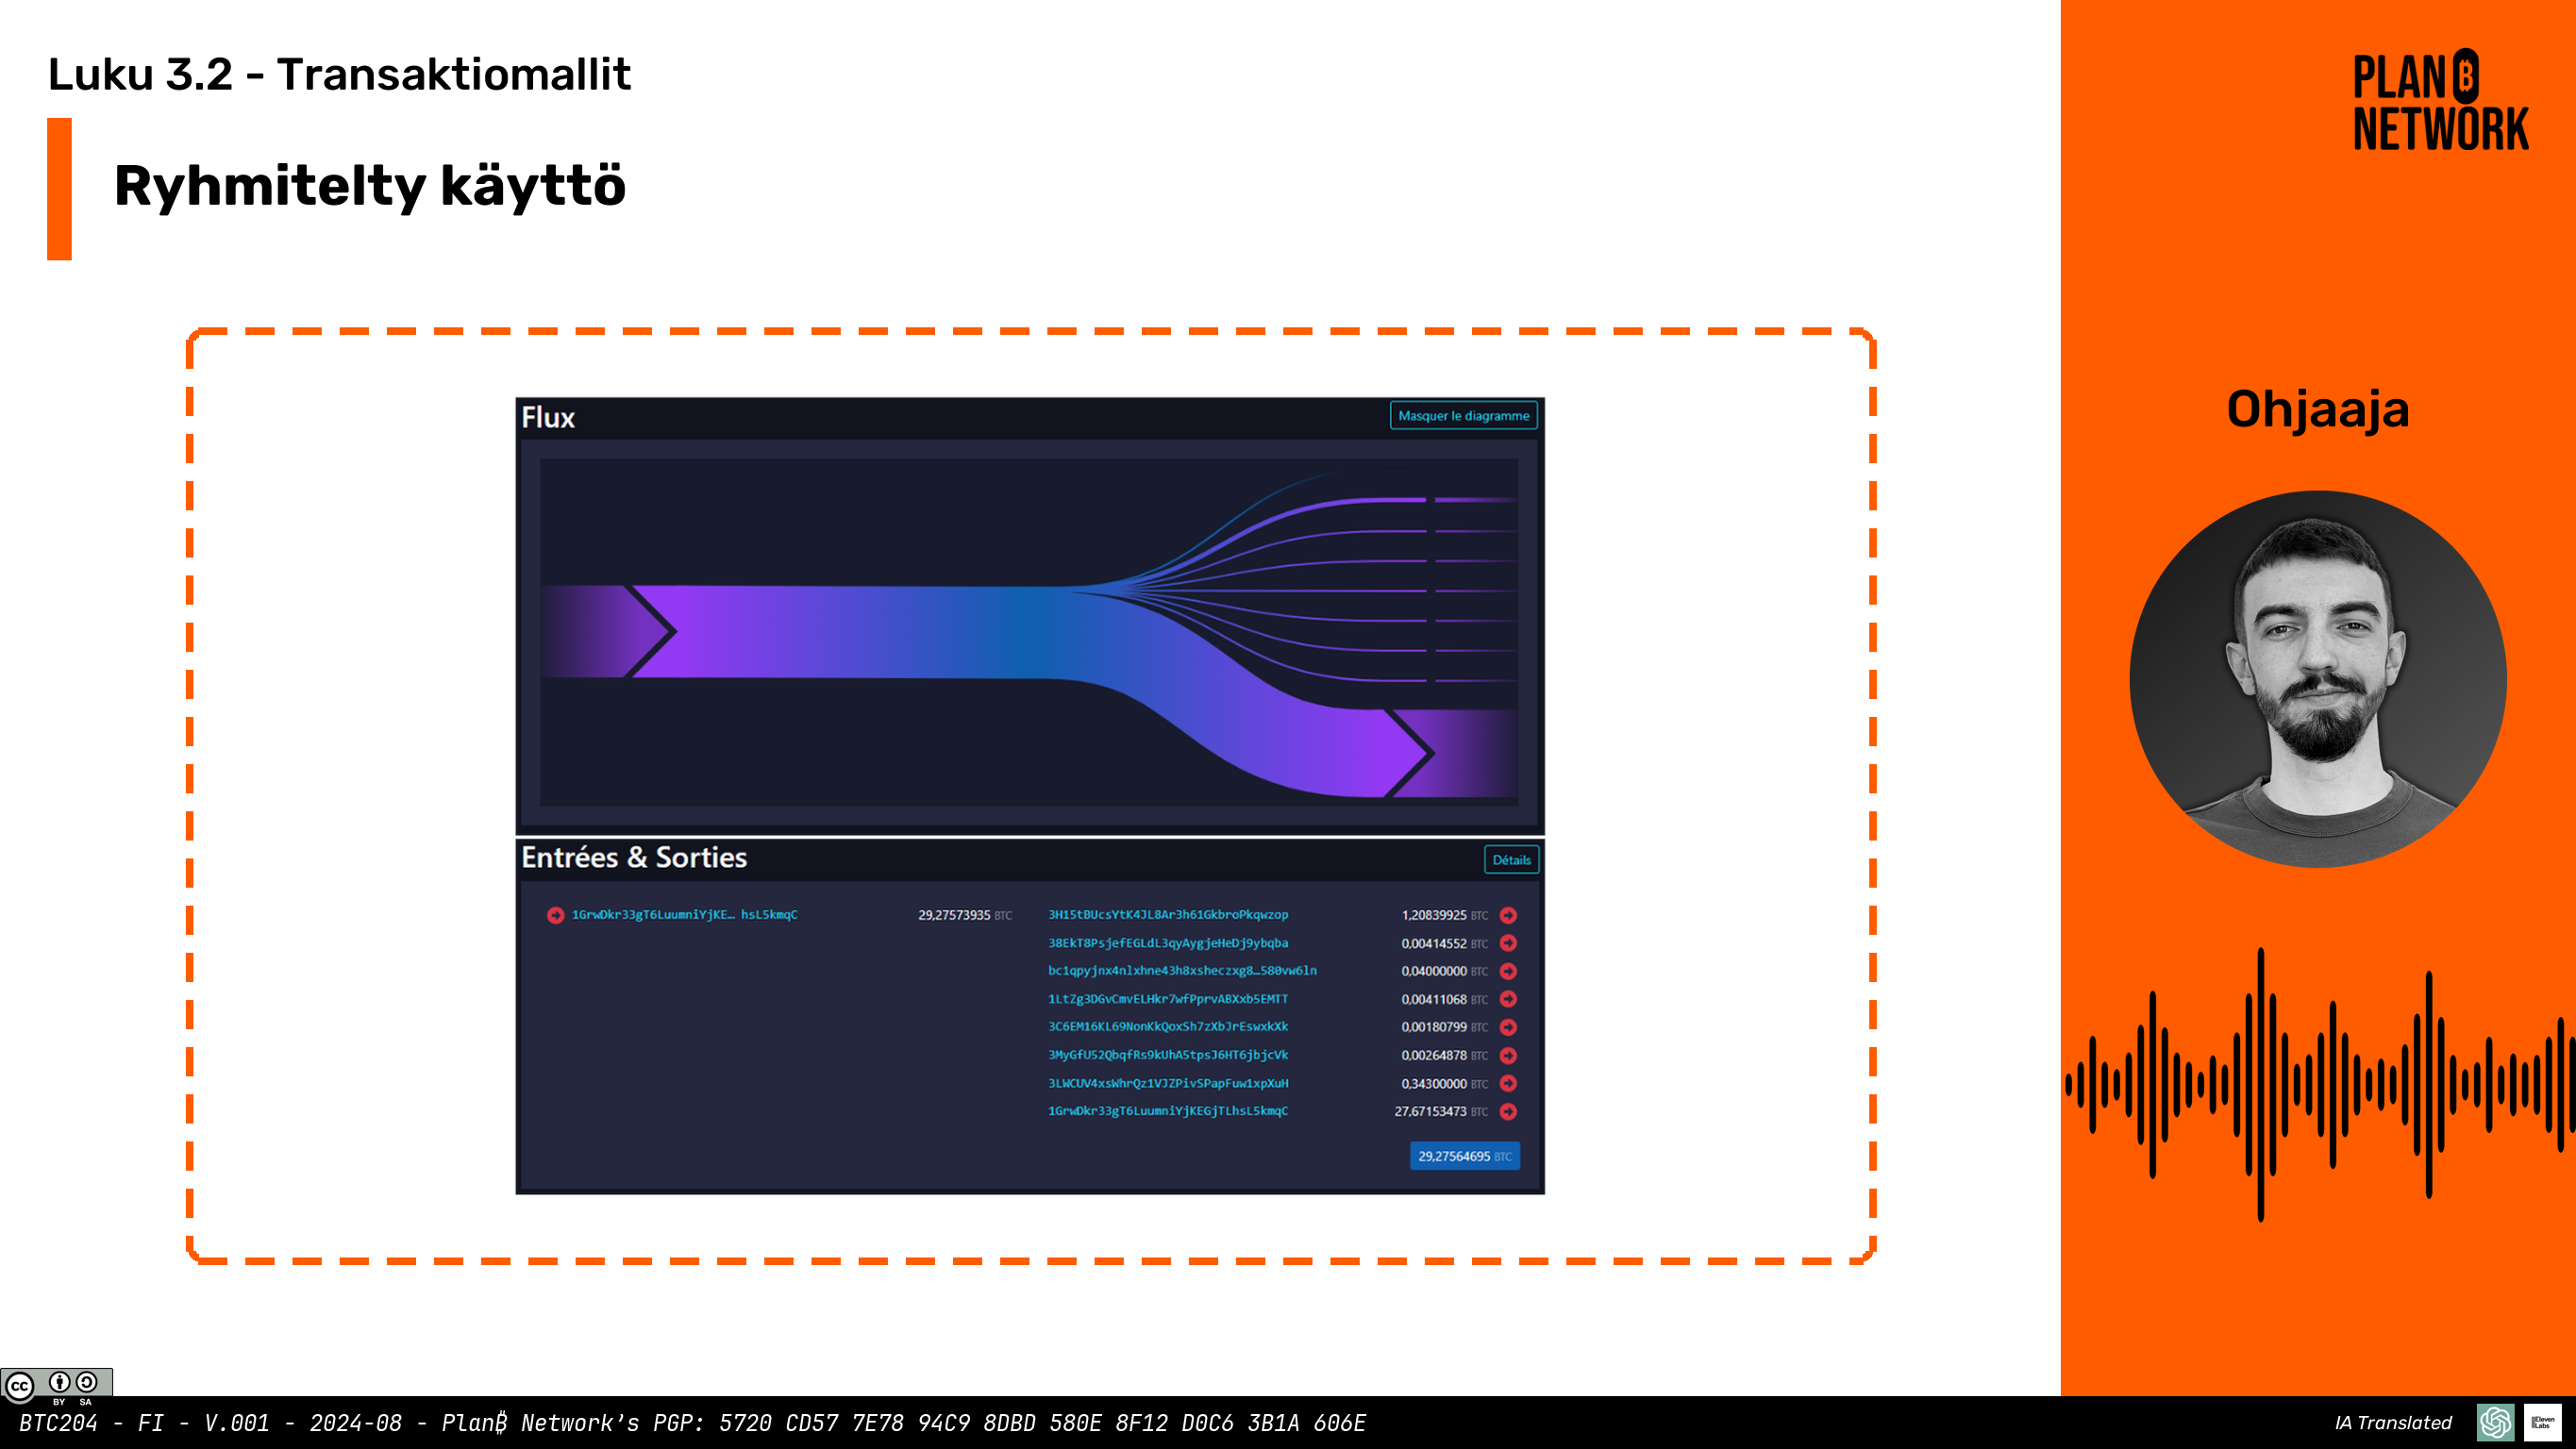 Luku 3.2 - Transaktiomallit
Ryhmitelty käyttö
PLAN B
NETWORK
Ohjaaja
Flux
Masquer le diagramme
Entrées & Sorties
Détails
1GrwDkr33gT6LuumniYjKE… hsL5kmqC 29,27573935 BTC
3H15tBUcsYtK4JL8Ar3h61GkbroPkqwzop 1,20839925 BTC
38EkT8PsjefEGLdL3qyAygjeHeDj9ybqba 0,00414552 BTC
bc1qpyjnx4nlxhne43h8xsheczxg8…580vw6ln 0,04000000 BTC
1LtZg3DGvCmvELHkr7wfPprvABXxb5EMTT 0,00411068 BTC
3C6EM16KL69NonKkQoxSh7zXbJrEswxkXk 0,00180799 BTC
3MyGfU52QbqfRs9kUhA5tpsJ6HT6jbjcVk 0,00264878 BTC
3LWCUV4xsWhrQz1VJZPivSPapFuw1xpXuH 0,34300000 BTC
1GrwDkr33gT6LuumniYjKEGjTLhsL5kmqC 27,67153473 BTC
29,27564695 BTC
CC BY SA
BTC204 - FI - V.001 - 2024-08 - Plan₿ Network’s PGP: 5720 CD57 7E78 94C9 8DBD 580E 8F12 D0C6 3B1A 606E
IA Translated
ElevenLabs